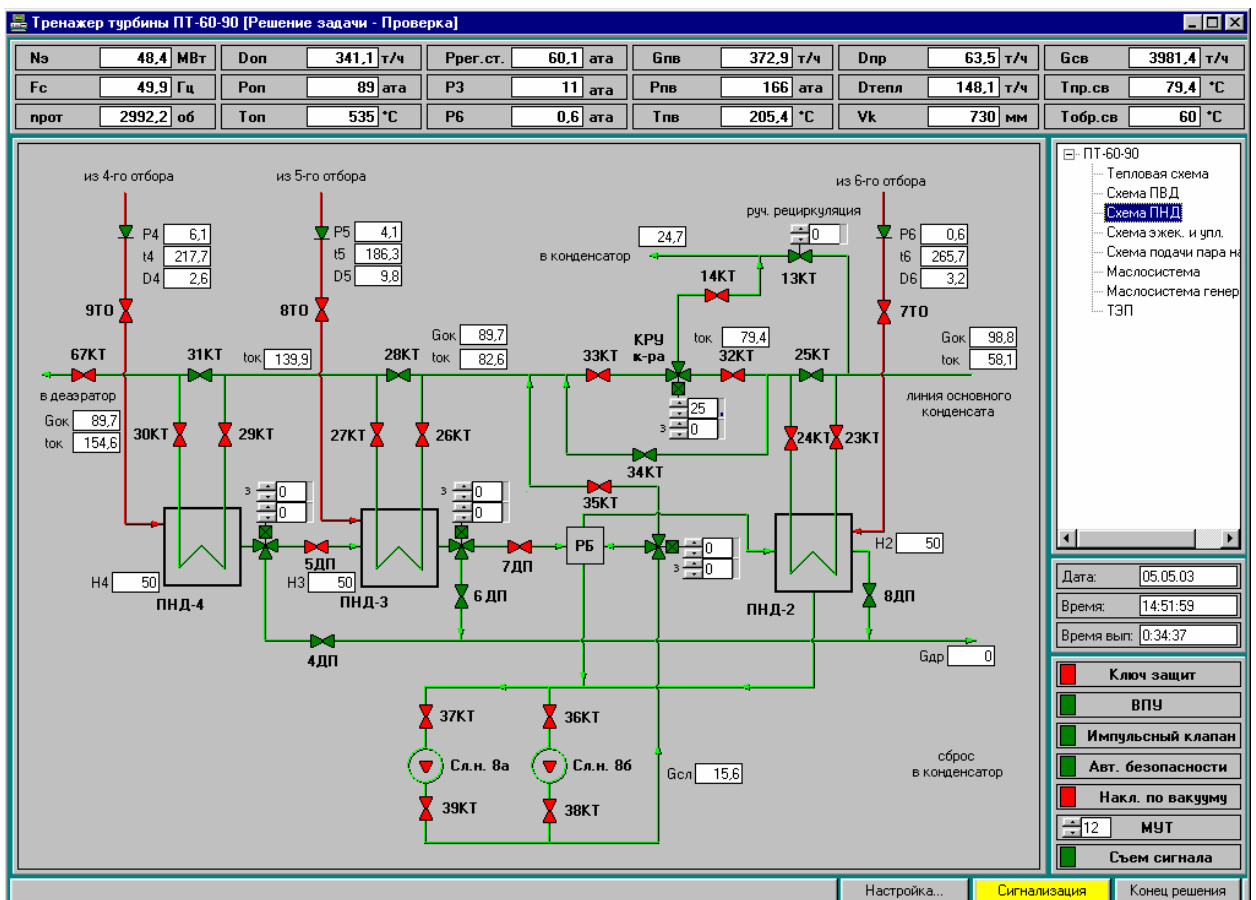 Тренажер турбины ПТ-60-90 [Решение задачи - Проверка]
Nэ 48,4 МВт Dоп 341,1 т/ч Pрег.ст. 60,1 ата Gпв 372,9 т/ч Dпр 63,5 т/ч Gсв 3981,4 т/ч
Fc 49,9 Гц Pоп 89 ата P3 11 ата Pпв 166 ата Dтепл 148,1 т/ч Tпр.св 79,4 °C
nрот 2992,2 об Tоп 535 °C P6 0,6 ата Tпв 205,4 °C Vk 730 мм Tобр.св 60 °C
из 4-го отбора
P4 6,1
t4 217,7
D4 2,6
9ТО
из 5-го отбора
P5 4,1
t5 186,3
D5 9,8
8ТО
руч. рециркуляция
0
24,7
в конденсатор
14КТ
13КТ
из 6-го отбора
P6 0,6
t6 265,7
D6 3,2
7ТО
67КТ
31КТ
tок 139,9
28КТ
Gок 89,7
tок 82,6
33КТ
КРУ
к-ра
tок 79,4
32КТ
25КТ
Gок 98,8
tок 58,1
в деаэратор
Gок 89,7
tок 154,6
линия основного
конденсата
25
з 0
30КТ
29КТ
27КТ
26КТ
34КТ
24КТ
23КТ
35КТ
з 0
0
з 0
0
0
з 0
5ДП
7ДП
РБ
H2 50
H4 50
ПНД-4
H3 50
ПНД-3
6 ДП
ПНД-2
8ДП
4ДП
Gдр 0
37КТ
36КТ
Сл.н. 8а
Сл.н. 8б
Gсл 15,6
сброс
в конденсатор
39КТ
38КТ
ПТ-60-90
Тепловая схема
Схема ПВД
Схема ПНД
Схема эжек. и упл.
Схема подачи пара на
Маслосистема
Маслосистема генер
ТЭП
Дата: 05.05.03
Время: 14:51:59
Время вып: 0:34:37
Ключ защит
ВПУ
Импульсный клапан
Авт. безопасности
Накл. по вакууму
12 МУТ
Съем сигнала
Настройка... Сигнализация Конец решения